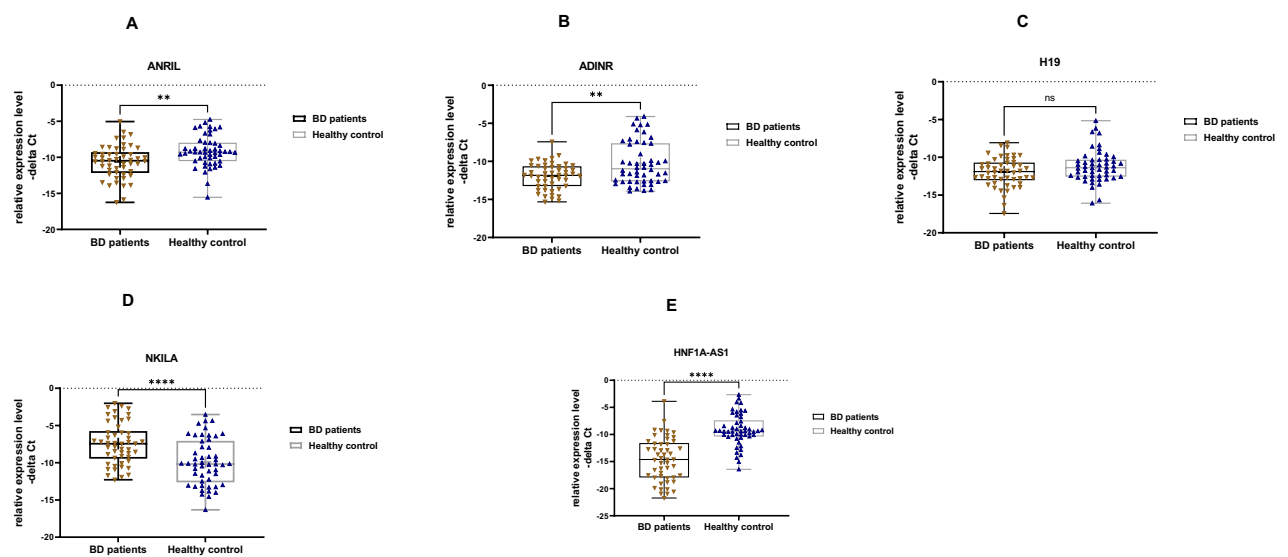 A
ANRIL
relative expression level
-delta Ct
0
-5
-10
-15
-20
**
BD patients
Healthy control
BD patients
Healthy control
B
ADINR
relative expression level
-delta Ct
0
-5
-10
-15
-20
**
BD patients
Healthy control
BD patients
Healthy control
C
H19
relative expression level
-delta Ct
0
-5
-10
-15
-20
ns
BD patients
Healthy control
BD patients
Healthy control
D
NKILA
relative expression level
-delta Ct
0
-5
-10
-15
-20
****
BD patients
Healthy control
BD patients
Healthy control
E
HNF1A-AS1
relative expression level
-delta Ct
0
-5
-10
-15
-20
-25
****
BD patients
Healthy control
BD patients
Healthy control